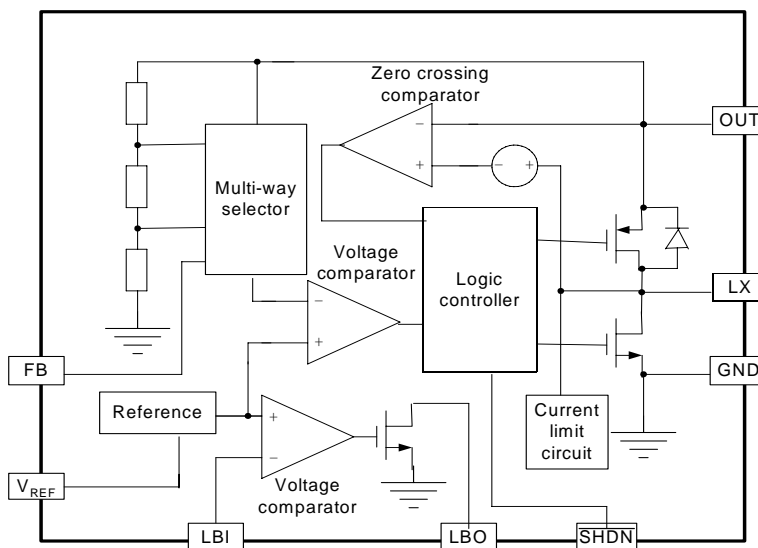 Zero crossing
comparator
OUT
−
+
−
+
Multi-way
selector
Voltage
comparator
Logic
controller
−
+
LX
FB
GND
Reference
+
−
Current
limit
circuit
VREF
Voltage
comparator
LBI
LBO
SHDN